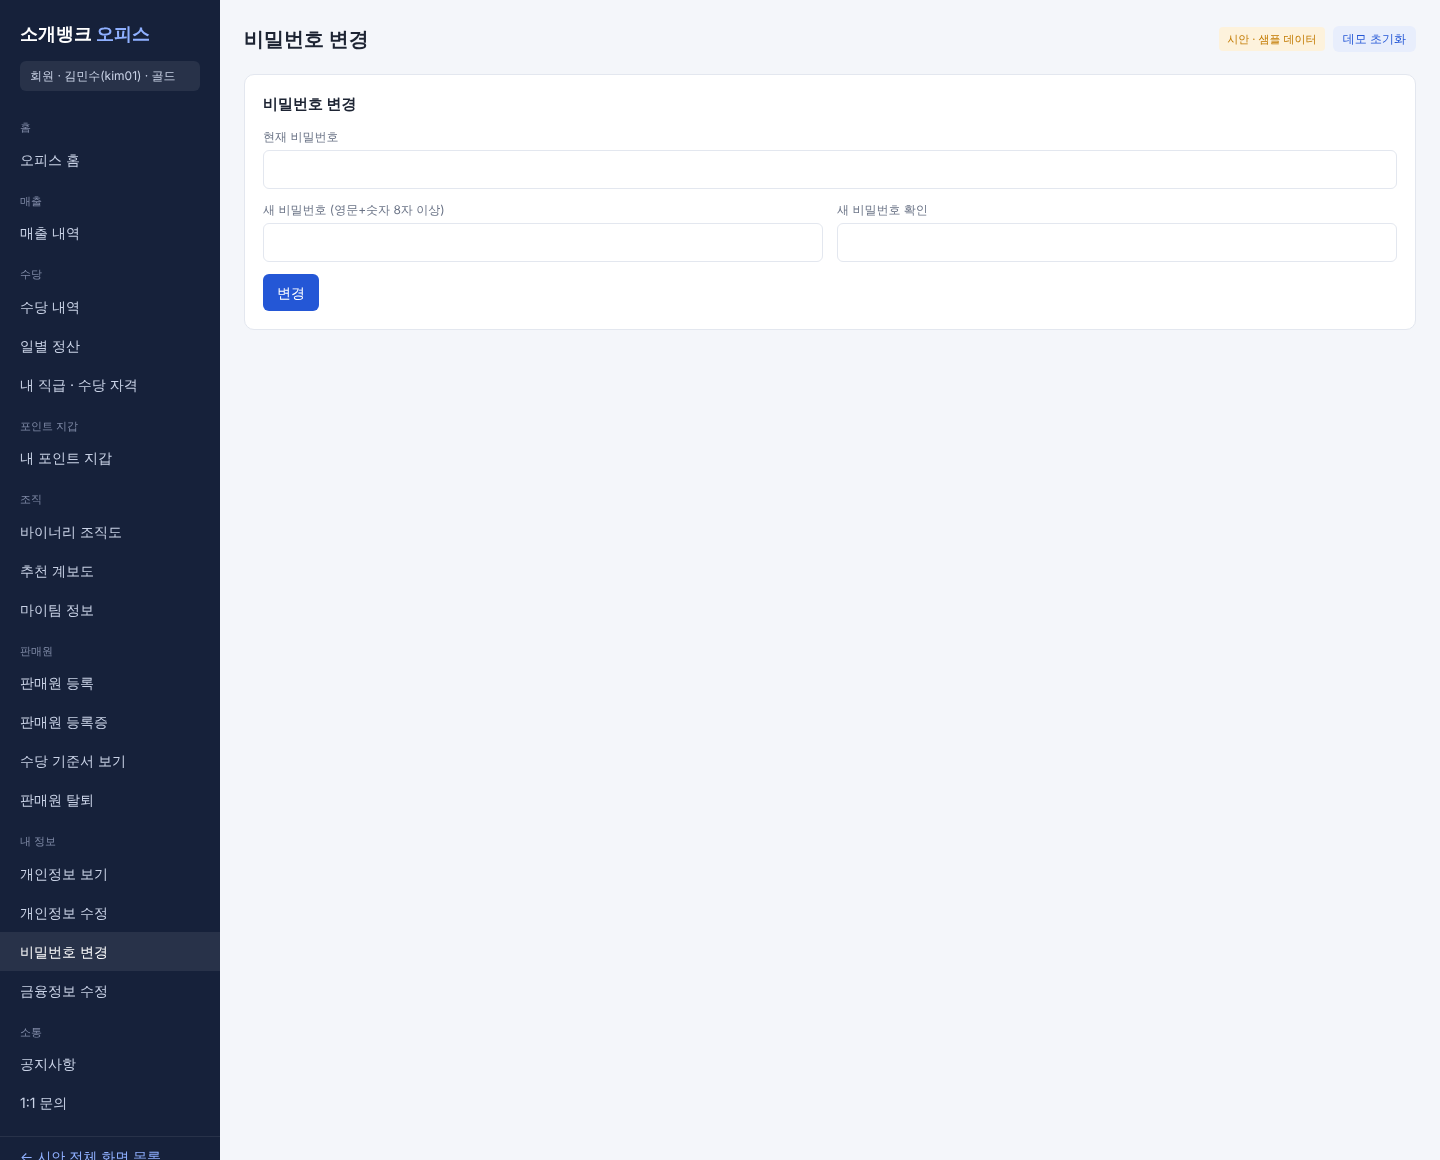 소개뱅크 오피스
회원 · 김민수(kim01) · 골드
홈
오피스 홈
매출
매출 내역
수당
수당 내역
일별 정산
내 직급 · 수당 자격
포인트 지갑
내 포인트 지갑
조직
바이너리 조직도
추천 계보도
마이팀 정보
판매원
판매원 등록
판매원 등록증
수당 기준서 보기
판매원 탈퇴
내 정보
개인정보 보기
개인정보 수정
비밀번호 변경
금융정보 수정
소통
공지사항
1:1 문의
← 시안 전체 화면 목록
비밀번호 변경
시안 · 샘플 데이터
데모 초기화
비밀번호 변경
현재 비밀번호
새 비밀번호 (영문+숫자 8자 이상)
새 비밀번호 확인
변경